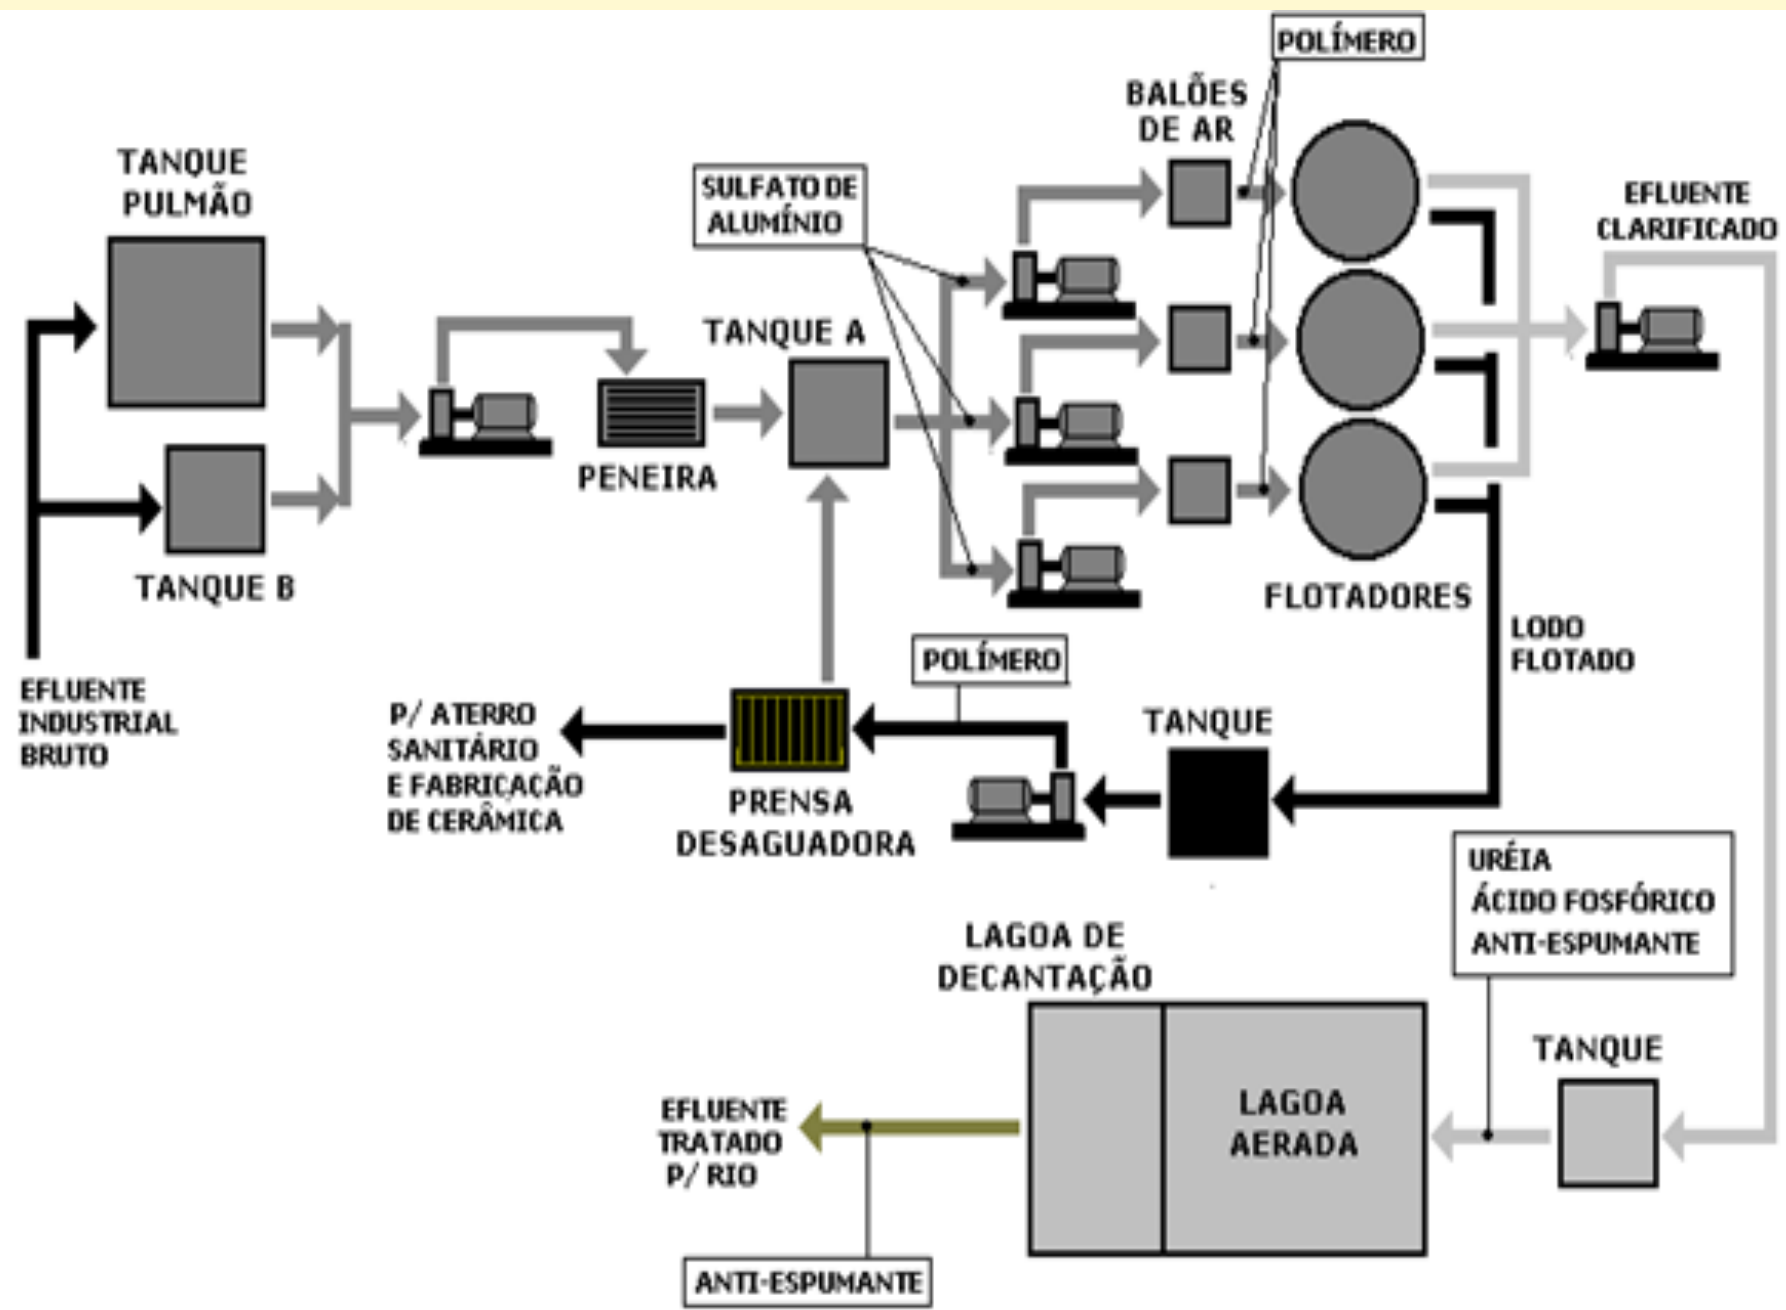 POLÍMERO
BALÕES
DE AR
TANQUE
PULMÃO
SULFATO DE
ALUMÍNIO
EFLUENTE
CLARIFICADO
TANQUE A
PENEIRA
TANQUE B
FLOTADORES
LODO
FLOTADO
EFLUENTE
INDUSTRIAL
BRUTO
POLÍMERO
P/ ATERRO
SANITÁRIO
E FABRICAÇÃO
DE CERÂMICA
TANQUE
PRENSA
DESAGUADORA
URÉIA
ÁCIDO FOSFÓRICO
ANTI-ESPUMANTE
LAGOA DE
DECANTAÇÃO
TANQUE
LAGOA
AERADA
EFLUENTE
TRATADO
P/ RIO
ANTI-ESPUMANTE